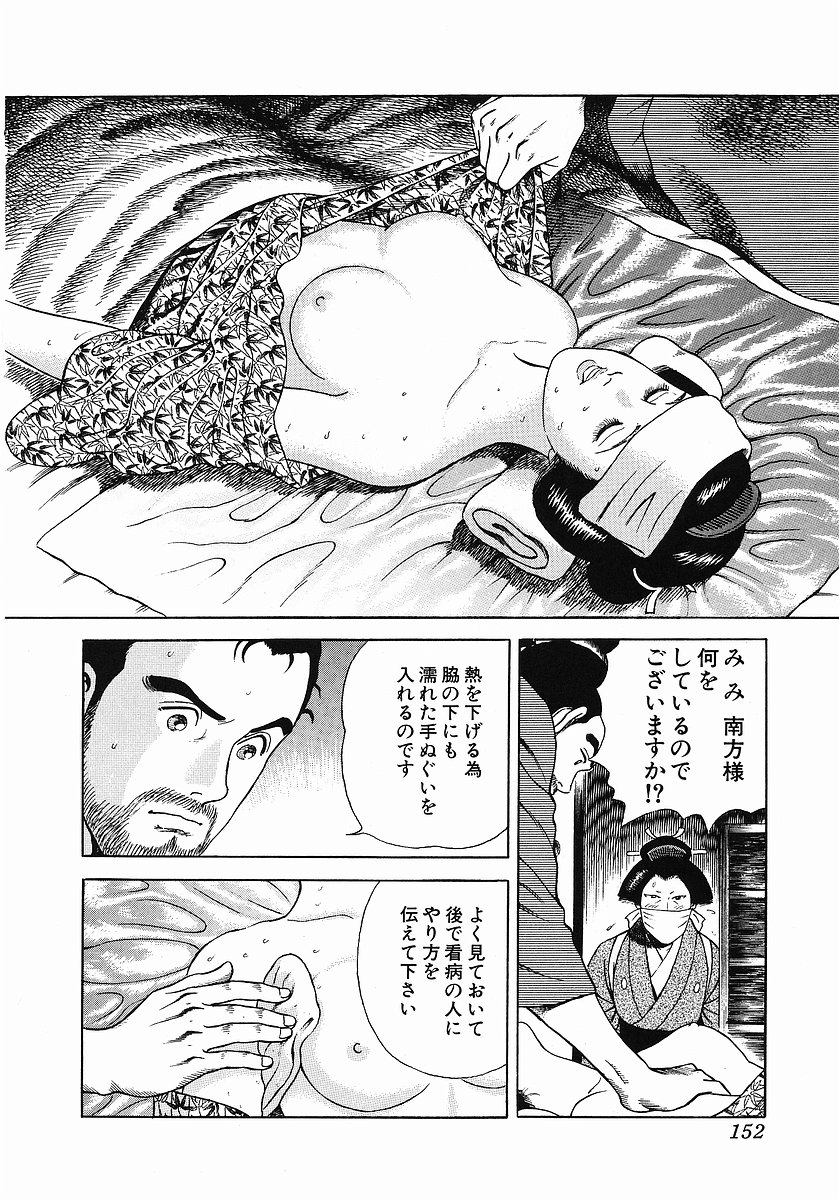 みみ 南方様
何を
しているので
ございますか!?
熱を下げる為
脇の下にも
濡れた手ぬぐいを
入れるのです
よく見ておいて
後で看病の人に
やり方を
伝えて下さい
152